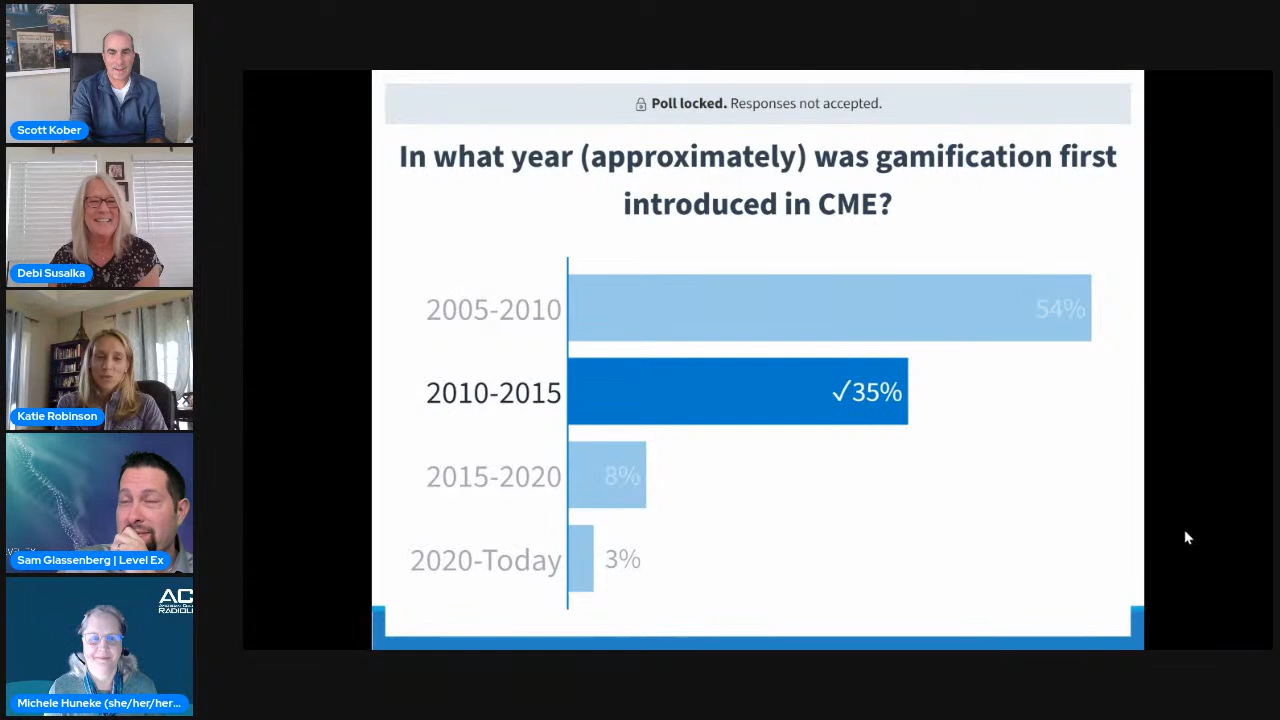 Scott Kober
Debi Susalka
Katie Robinson
Sam Glassenberg | Level Ex
AC
RADIOL
Michele Huneke (she/her/her...
Poll locked. Responses not accepted.
In what year (approximately) was gamification first
introduced in CME?
2005-2010 54%
2010-2015 ✓35%
2015-2020 8%
2020-Today 3%